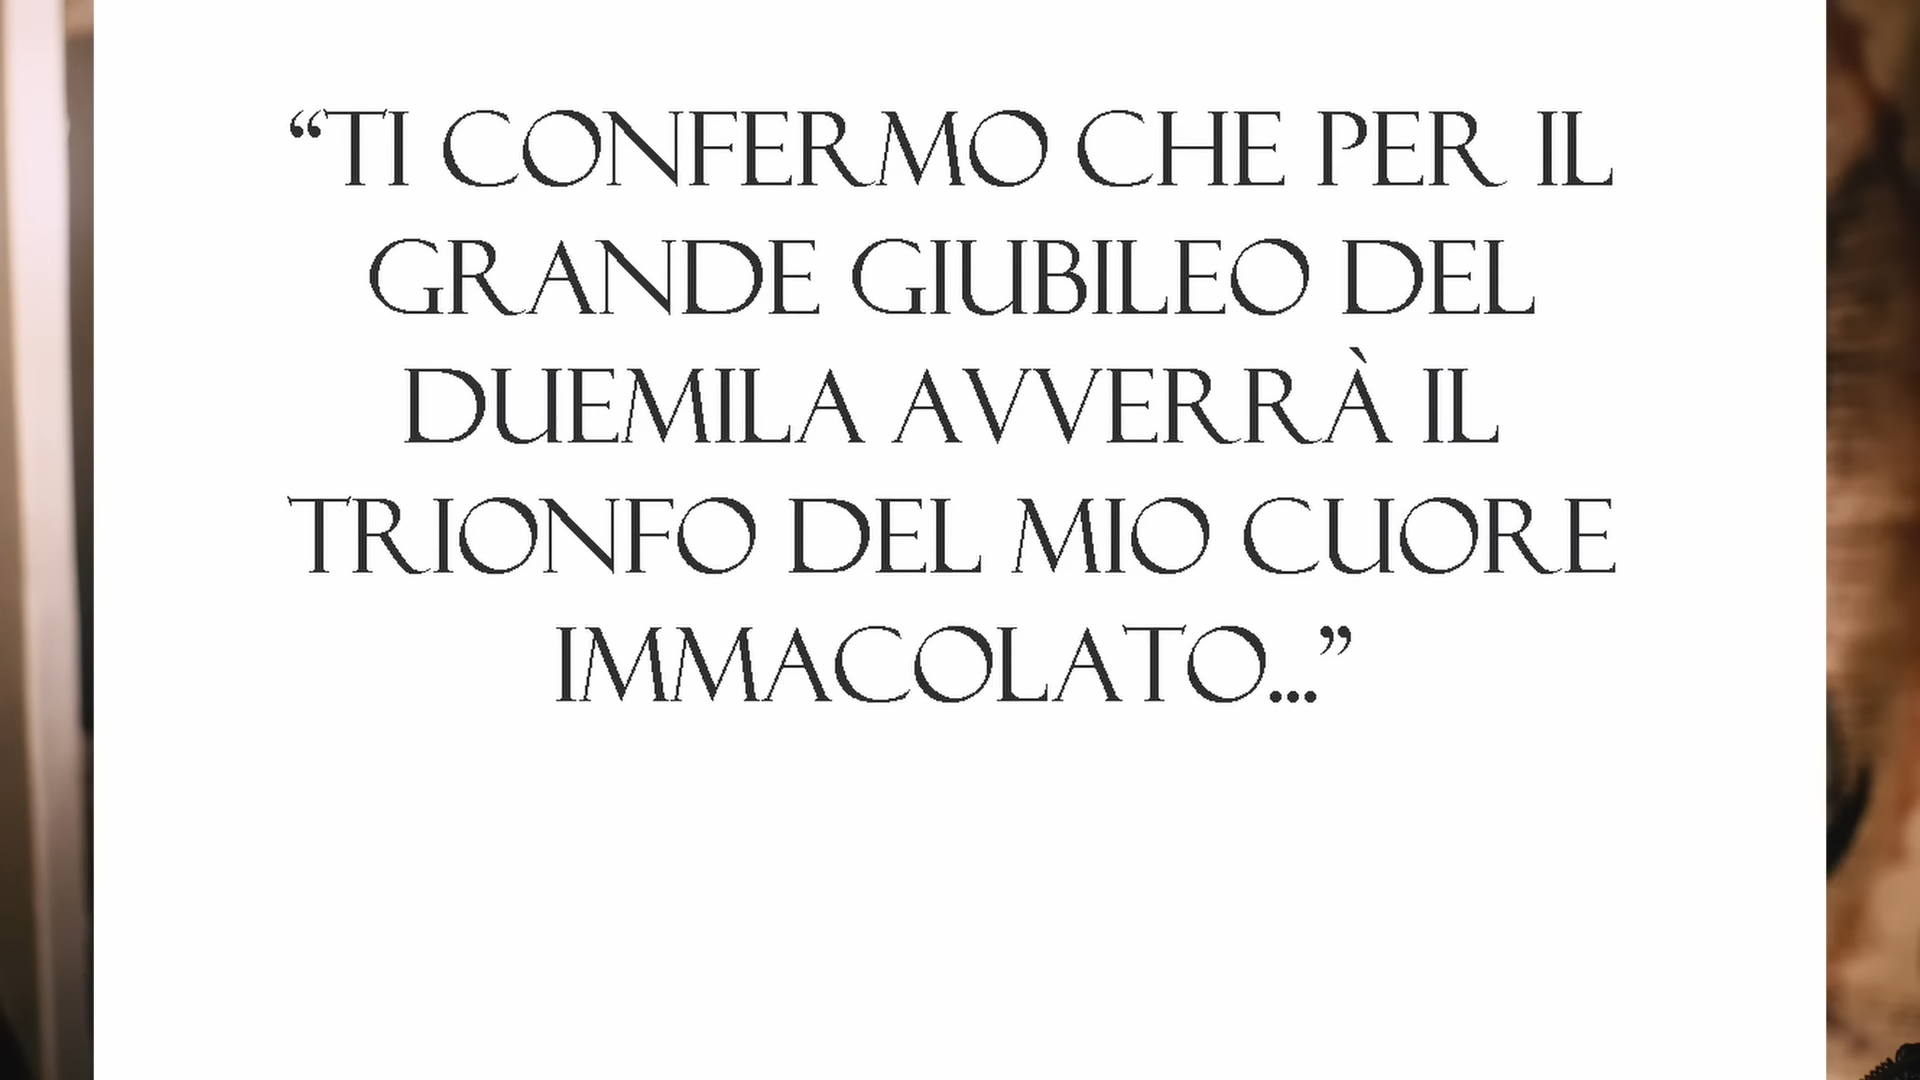 “TI CONFERMO CHE PER IL
GRANDE GIUBILEO DEL
DUEMILA AVVERRÀ IL
TRIONFO DEL MIO CUORE
IMMACOLATO...”